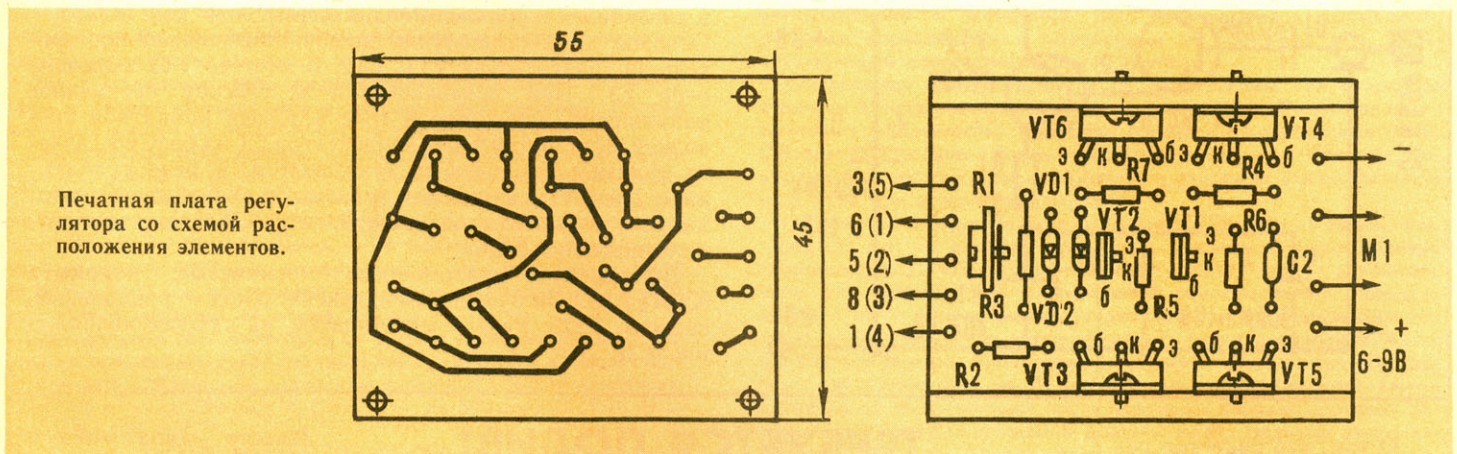 Печатная плата регу-
лятора со схемой рас-
положения элементов.
55
45
VT6 VT4
э к б э к б −
R7 R4
3 (5) R1 VD1
6 (1) VT2 VT1 R6
5 (2) э к б э к б C2 M1
8 (3) R3 VD2 R5
1 (4) +
б к э б к э 6-9В
R2 VT3 VT5